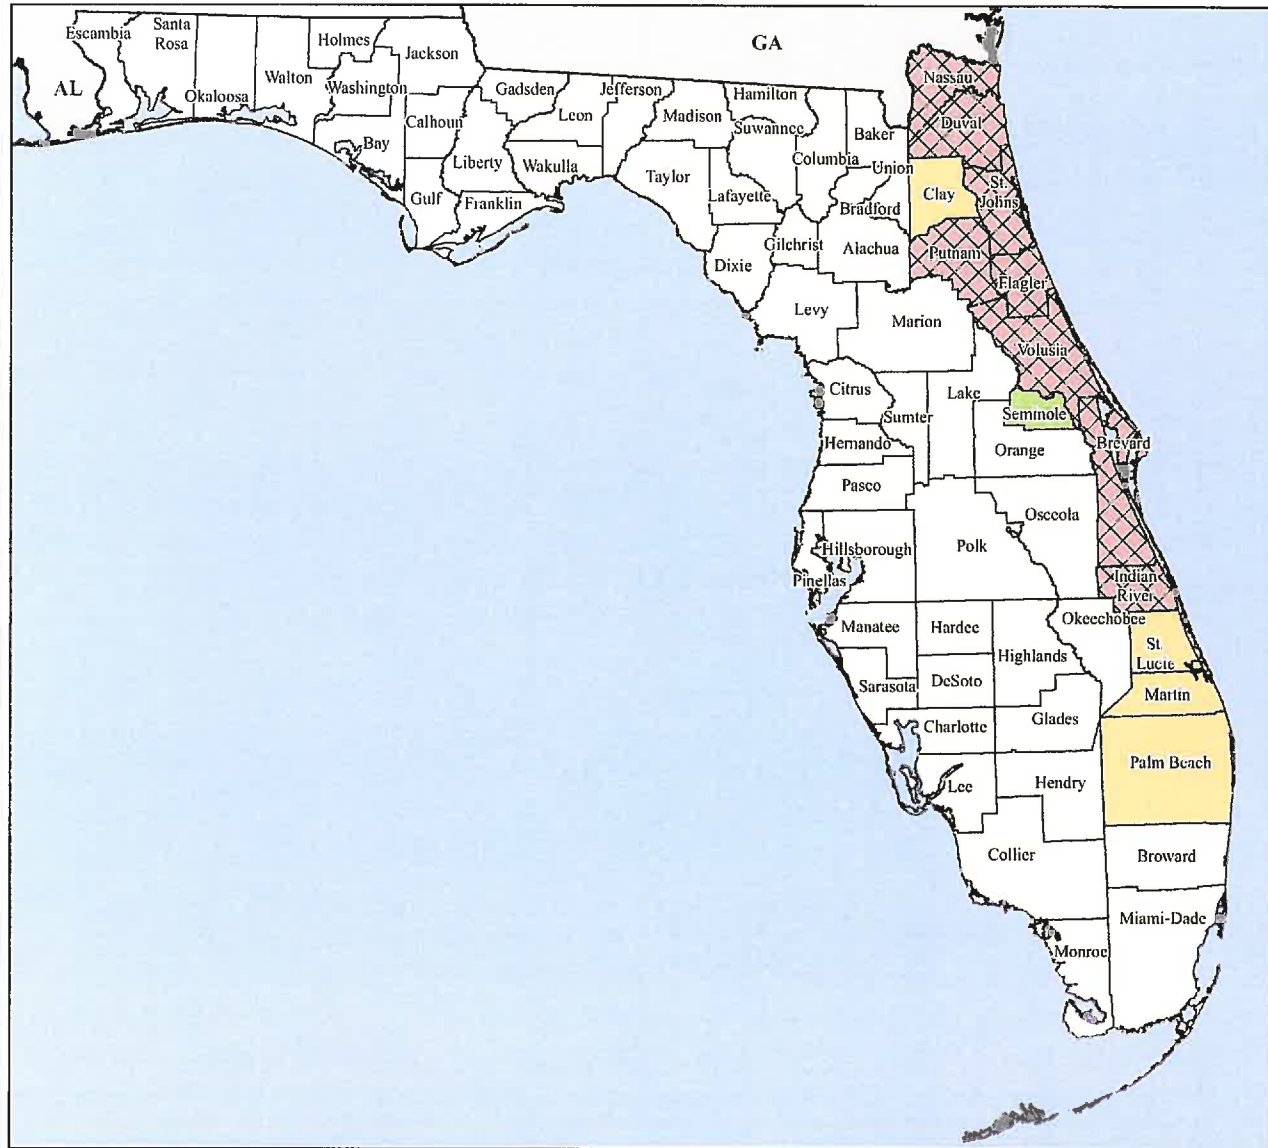 GA
AL
Escambia
Santa
Rosa
Okaloosa
Walton
Holmes
Washington
Jackson
Bay
Calhoun
Gulf
Liberty
Franklin
Gadsden
Leon
Wakulla
Jefferson
Madison
Taylor
Hamilton
Suwannee
Lafayette
Dixie
Columbia
Gilchrist
Baker
Union
Bradford
Alachua
Levy
Marion
Nassau
Duval
Clay
St.
Johns
Putnam
Flagler
Volusia
Citrus
Sumter
Lake
Seminole
Orange
Brevard
Hernando
Pasco
Hillsborough
Pinellas
Polk
Osceola
Indian
River
Manatee
Hardee
Highlands
Okeechobee
St.
Lucie
Sarasota
DeSoto
Martin
Charlotte
Glades
Lee
Hendry
Palm Beach
Collier
Broward
Miami-Dade
Monroe